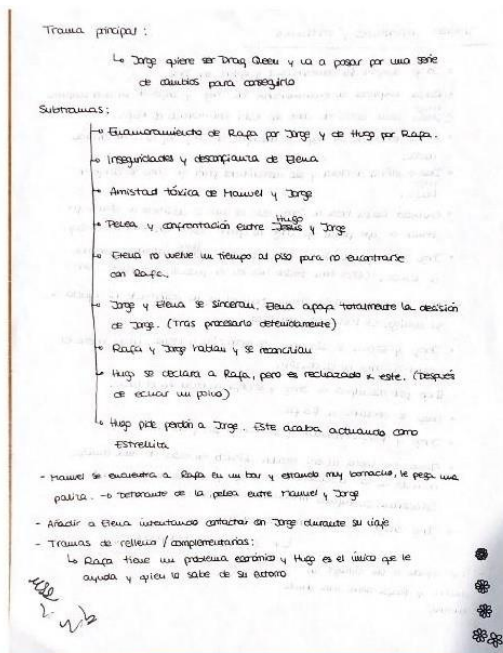 Trama principal:
↳ Jorge quiere ser Drag Queen y va a pasar por una serie
de cambios para conseguirlo
Subtramas:
→ Enamoramiento de Rafa por Jorge y de Hugo por Rafa.
→ Inseguridades y desconfianza de Elena
→ Amistad tóxica de Manuel y Jorge
Hugo
→ Pelea y confrontación entre Jesús y Jorge
→ Elena no vuelve un tiempo al piso para no encontrarse
con Rafa.
→ Jorge y Elena se sinceran. Elena apoya totalmente la decisión
de Jorge. (Tras procesarlo detenidamente)
→ Rafa y Jorge hablan y se reconcilian
→ Hugo se declara a Rafa, pero es rechazado x este. (Después
de echar un polvo)
↳ Hugo pide perdón a Jorge. Este acaba actuando como
Estrellita
- Manuel se encuentra a Rafa en un bar y estando muy borracho, le pega una
paliza. → Detonante de la pelea entre Manuel y Jorge
- Añadir a Elena intentando contactar con Jorge durante su viaje
- Tramas de relleno/complementarias:
↳ Rafa tiene un problema económico y Hugo es el único que le
ayuda y quien lo sabe de su entorno